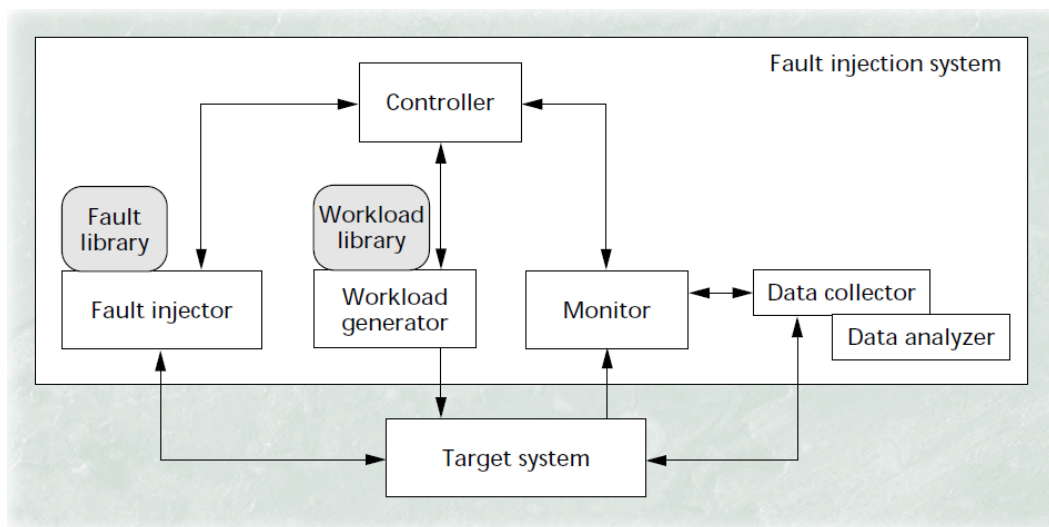 Fault injection system
Controller
Fault
library
Workload
library
Fault injector
Workload
generator
Monitor
Data collector
Data analyzer
Target system